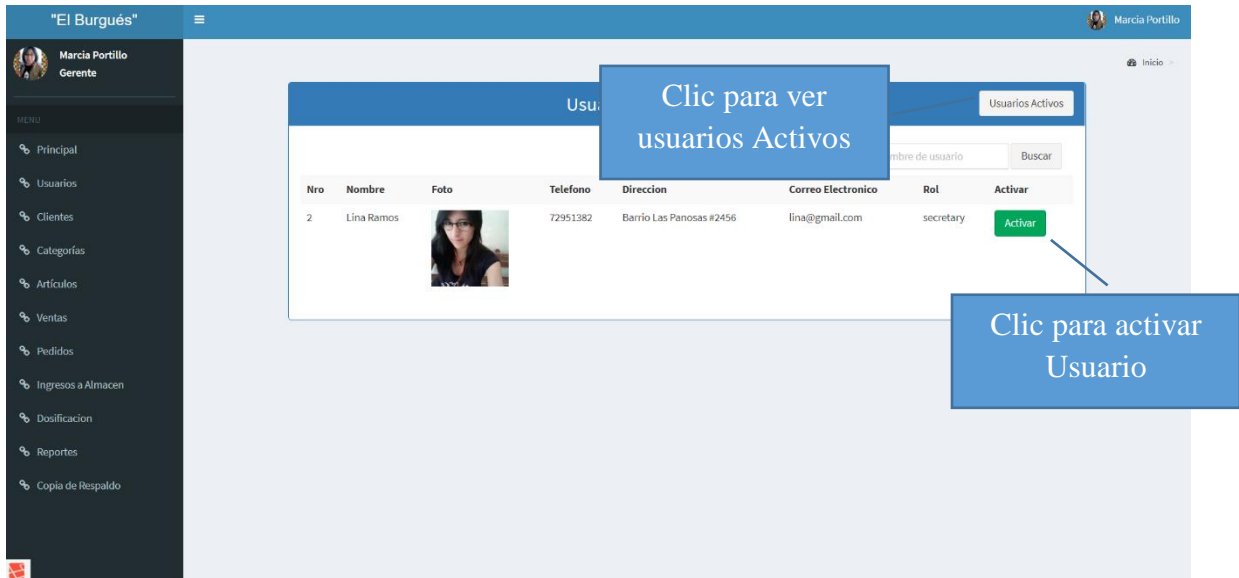 "El Burgués"
Marcia Portillo
Marcia Portillo
Gerente
Inicio
MENU
Principal
Usuarios
Clientes
Categorías
Artículos
Ventas
Pedidos
Ingresos a Almacen
Dosificacion
Reportes
Copia de Respaldo
Clic para ver
usuarios Activos
Usuarios Activos
de usuario
Buscar
Nro Nombre Foto Telefono Direccion Correo Electronico Rol Activar
2 Lina Ramos 72951382 Barrio Las Panosas #2456 lina@gmail.com secretary Activar
Clic para activar
Usuario